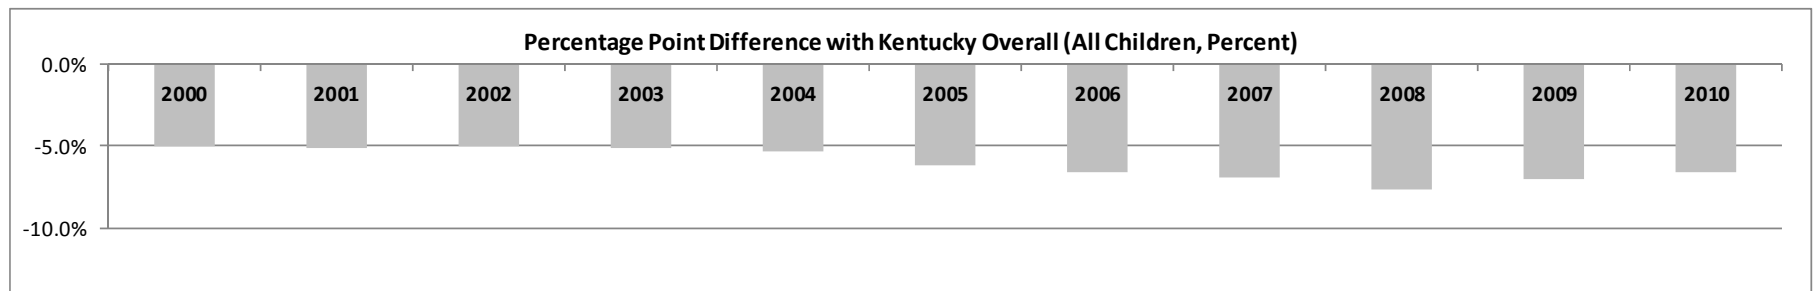 Percentage Point Difference with Kentucky Overall (All Children, Percent)
0.0%
2000 2001 2002 2003 2004 2005 2006 2007 2008 2009 2010
-5.0%
-10.0%